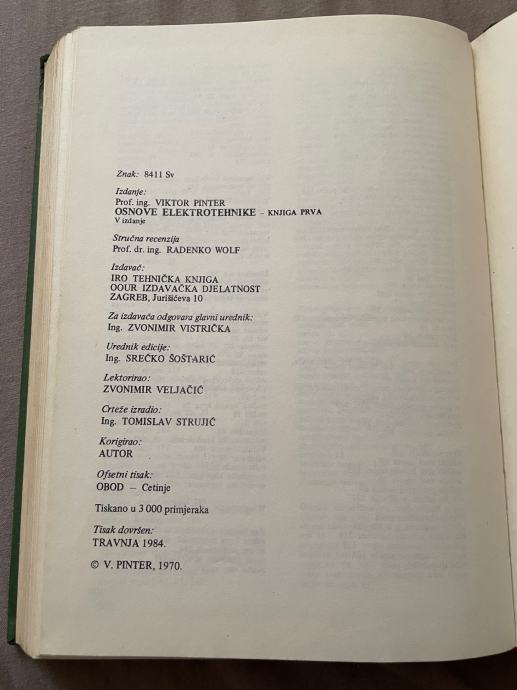 Znak: 8411 Sv
Izdanje:
Prof. ing. VIKTOR PINTER
OSNOVE ELEKTROTEHNIKE – KNJIGA PRVA
V izdanje
Stručna recenzija
Prof. dr. ing. RADENKO WOLF
Izdavač:
IRO TEHNIČKA KNJIGA
OOUR IZDAVAČKA DJELATNOST
ZAGREB, Jurišićeva 10
Za izdavača odgovara glavni urednik:
Ing. ZVONIMIR VISTRIČKA
Urednik edicije:
Ing. SREĆKO ŠOŠTARIĆ
Lektorirao:
ZVONIMIR VELJAČIĆ
Crteže izradio:
Ing. TOMISLAV STRUJIĆ
Korigirao:
AUTOR
Ofsetni tisak:
OBOD – Cetinje
Tiskano u 3 000 primjeraka
Tisak dovršen:
TRAVNJA 1984.
© V. PINTER, 1970.